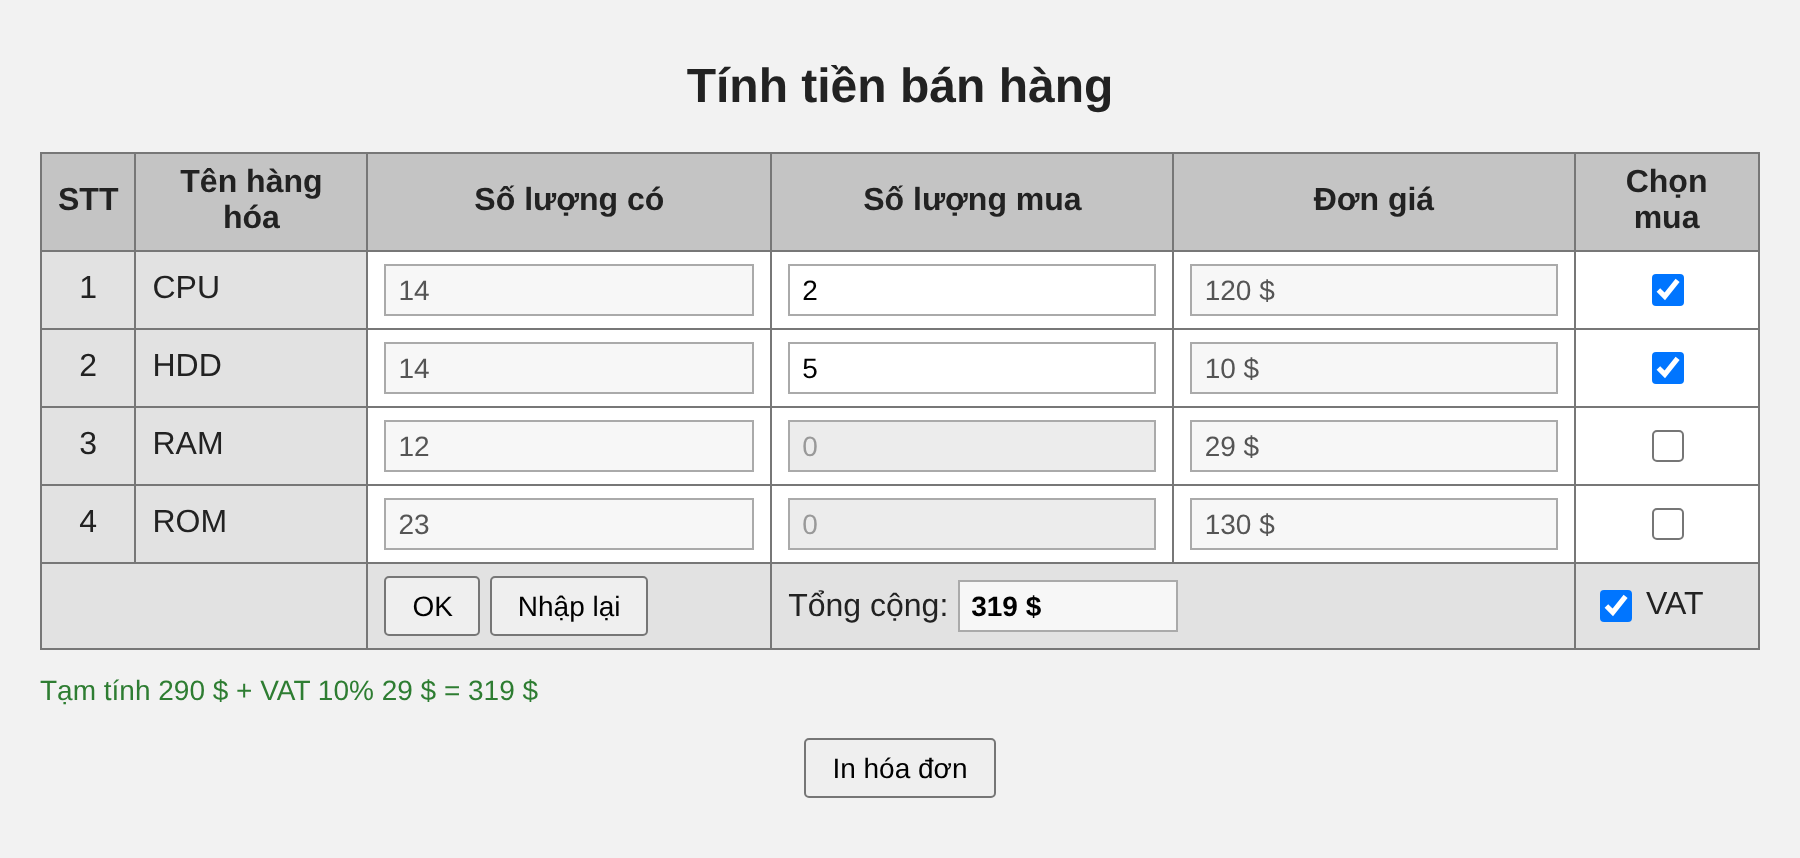 Tính tiền bán hàng
STT Tên hàng hóa Số lượng có Số lượng mua Đơn giá Chọn mua
1 CPU 14 2 120 $
2 HDD 14 5 10 $
3 RAM 12 0 29 $
4 ROM 23 0 130 $
OK Nhập lại Tổng cộng: 319 $ VAT
Tạm tính 290 $ + VAT 10% 29 $ = 319 $
In hóa đơn